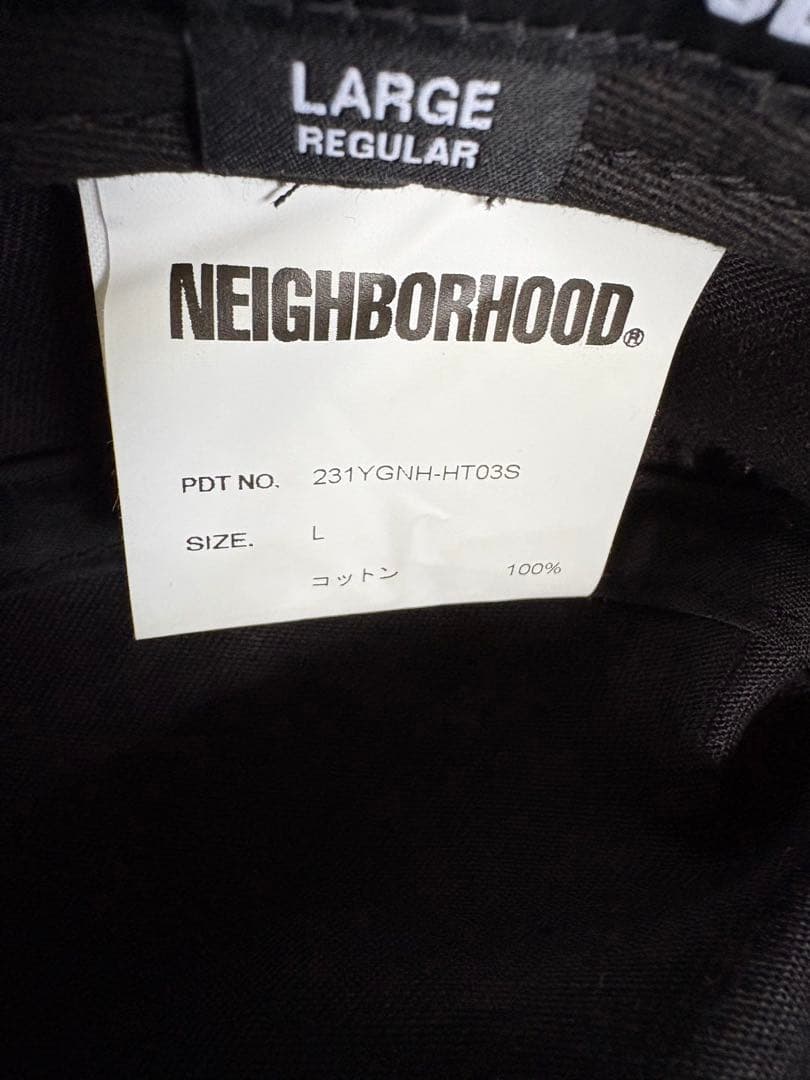 LARGE
REGULAR
NEIGHBORHOOD®
PDT NO. 231YGNH-HT03S
SIZE. L
コットン 100%